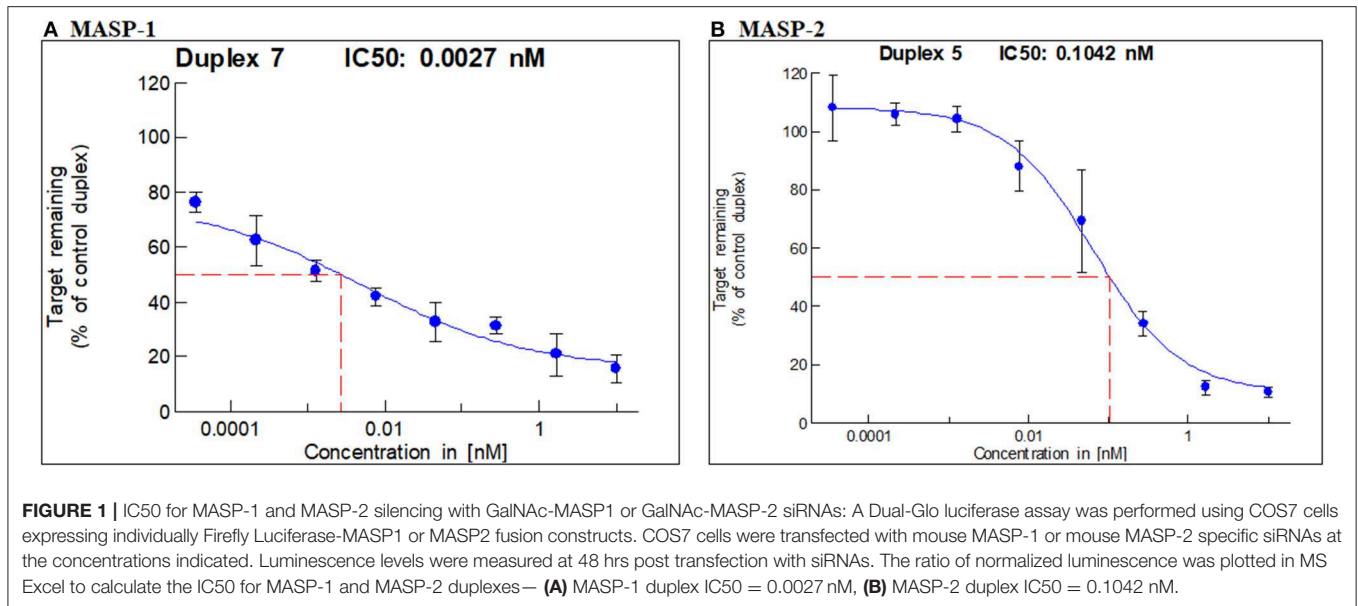 A MASP-1
Duplex 7 IC50: 0.0027 nM
120
100
80
60
40
20
0
Target remaining
(% of control duplex)
0.0001
0.01
1
Concentration in [nM]
B MASP-2
Duplex 5 IC50: 0.1042 nM
120
100
80
60
40
20
0
Target remaining
(% of control duplex)
0.0001
0.01
1
Concentration in [nM]
FIGURE 1 | IC50 for MASP-1 and MASP-2 silencing with GalNAc-MASP1 or GalNAc-MASP-2 siRNAs: A Dual-Glo luciferase assay was performed using COS7 cells
expressing individually Firefly Luciferase-MASP1 or MASP2 fusion constructs. COS7 cells were transfected with mouse MASP-1 or mouse MASP-2 specific siRNAs at
the concentrations indicated. Luminescence levels were measured at 48 hrs post transfection with siRNAs. The ratio of normalized luminescence was plotted in MS
Excel to calculate the IC50 for MASP-1 and MASP-2 duplexes— (A) MASP-1 duplex IC50 = 0.0027 nM, (B) MASP-2 duplex IC50 = 0.1042 nM.